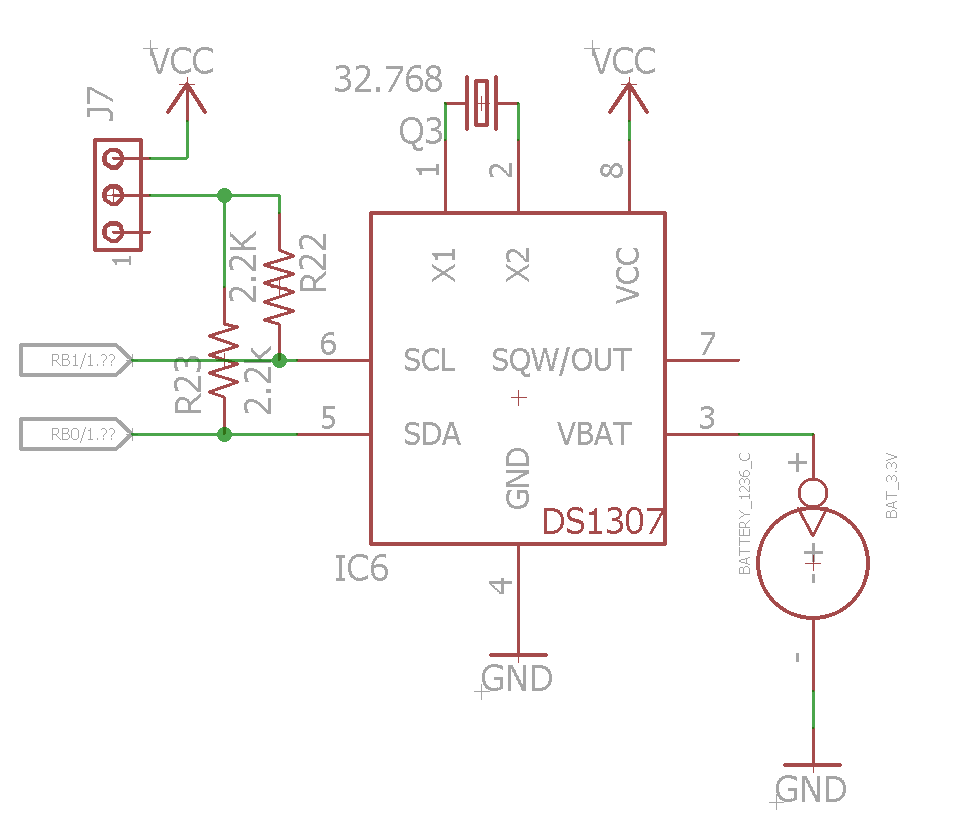 VCC
VCC
32.768
J7
Q3
1
2
8
2.2K
R22
X1
X2
VCC
1
RB1/1.??
6
SCL
SQW/OUT
7
R23
2.2k
RB0/1.??
5
SDA
VBAT
3
GND
+
BATTERY_1236_C
BAT_3.3V
DS1307
IC6
4
+
-
-
GND
GND